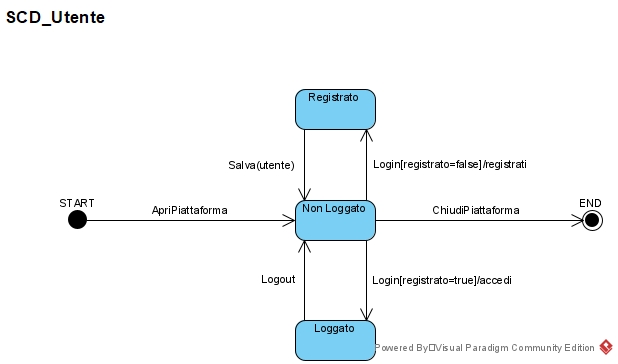 SCD_Utente
Registrato
Salva(utente)
Login[registrato=false]/registrati
START
ApriPiattaforma
Non Loggato
ChiudiPiattaforma
END
Logout
Login[registrato=true]/accedi
Loggato
Powered By□Visual Paradigm Community Edition